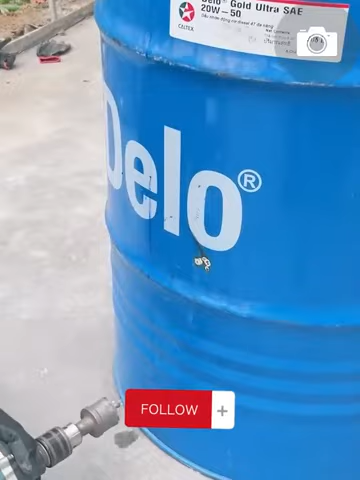 Delo® Gold Ultra SAE
20W-50
CALTEX
Delo®
FOLLOW +